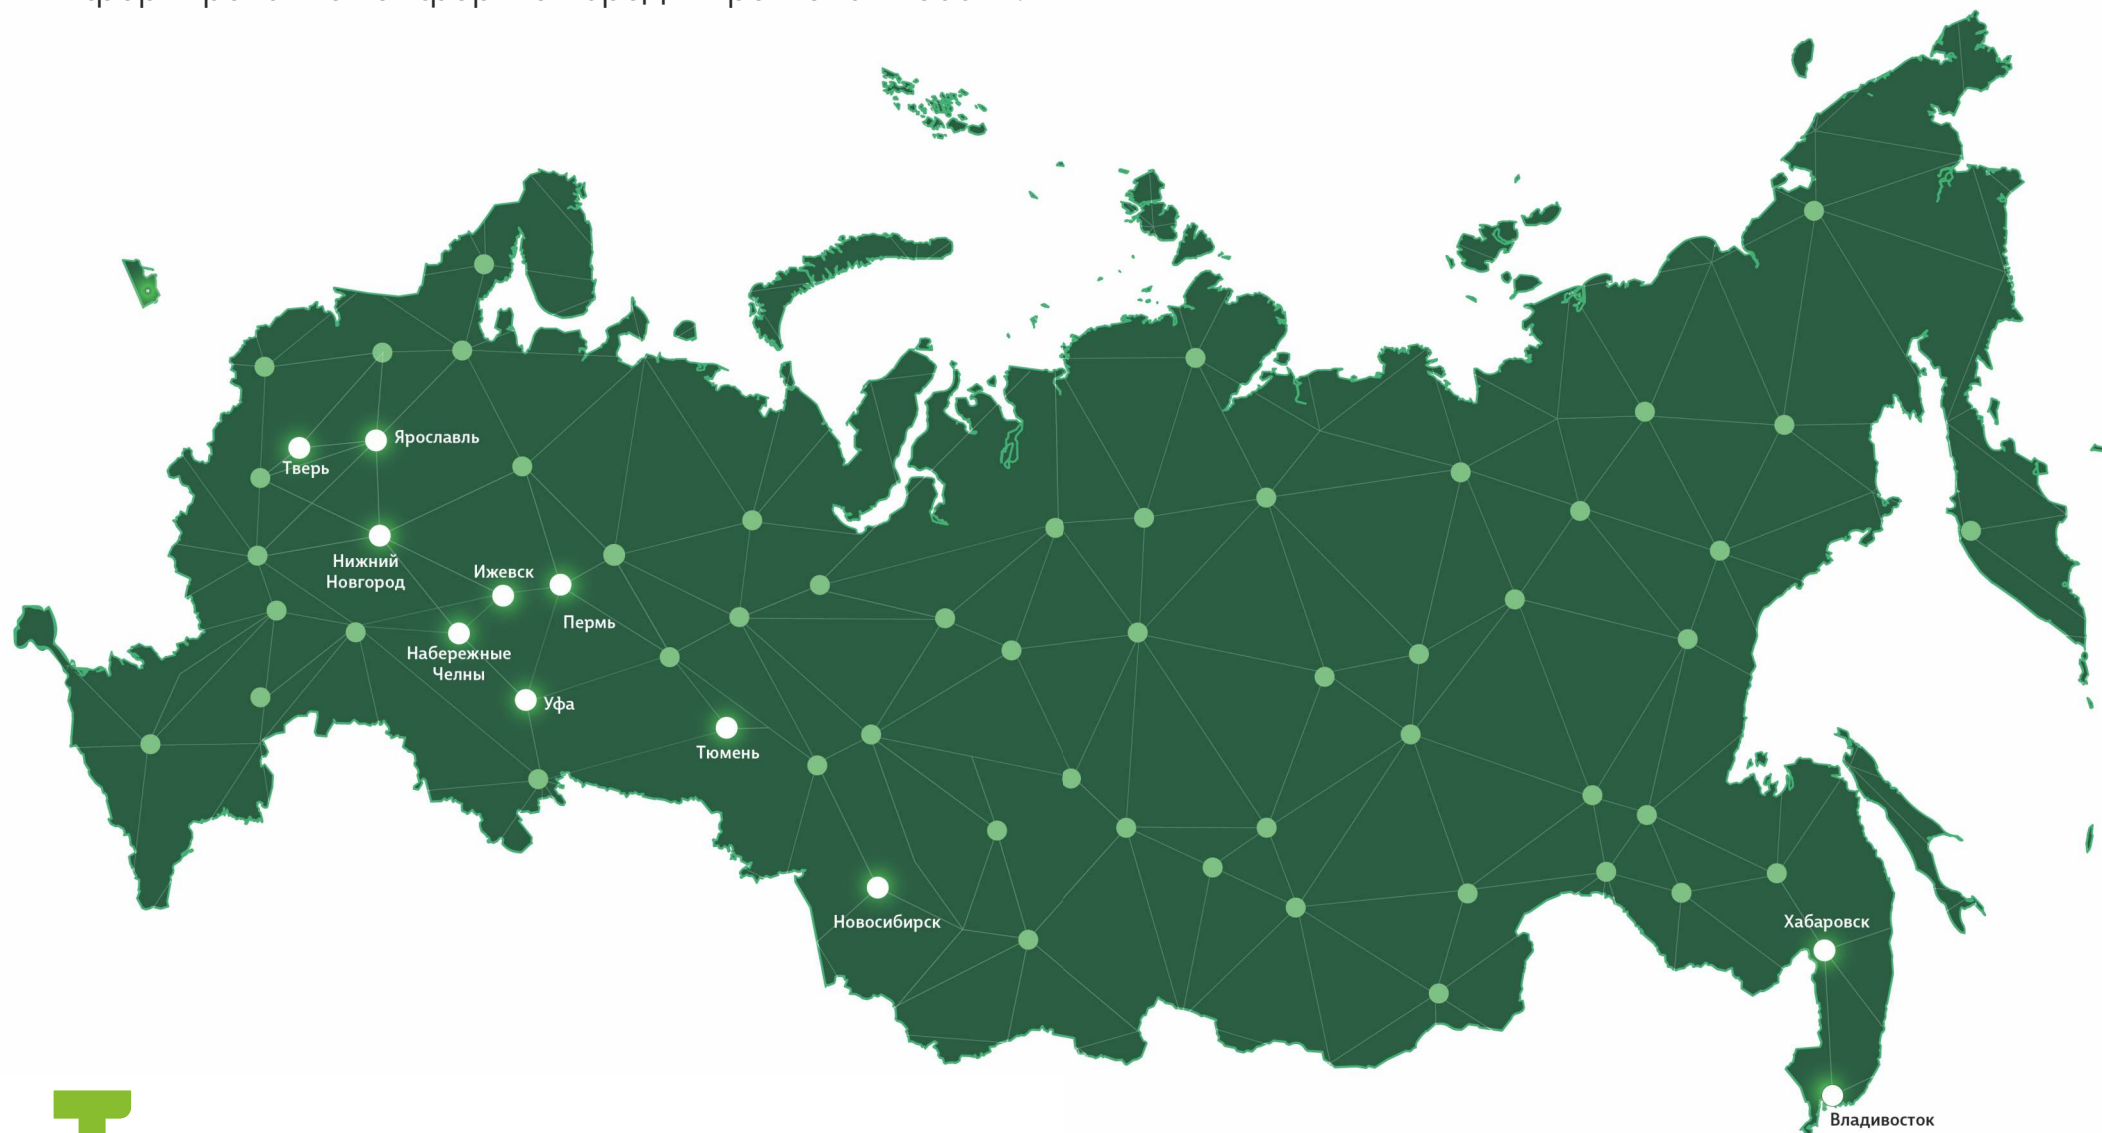 Ярославль
Тверь
Нижний
Новгород
Ижевск
Пермь
Набережные
Челны
Уфа
Тюмень
Новосибирск
Хабаровск
Владивосток